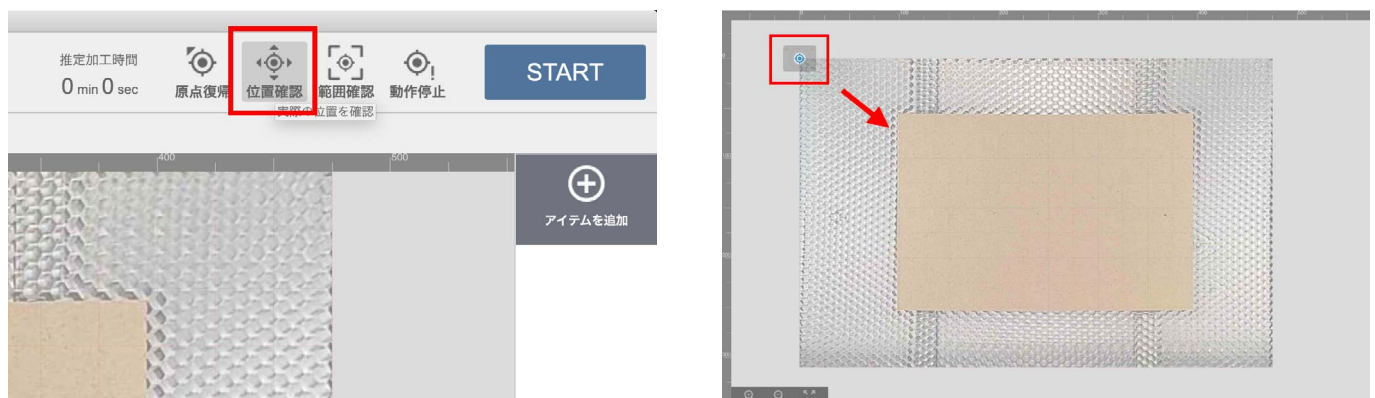 推定加工時間
0 min 0 sec
原点復帰
位置確認
範囲確認
動作停止
START
実際の位置を確認
400
500
アイテムを追加
0
100
200
300
400
500